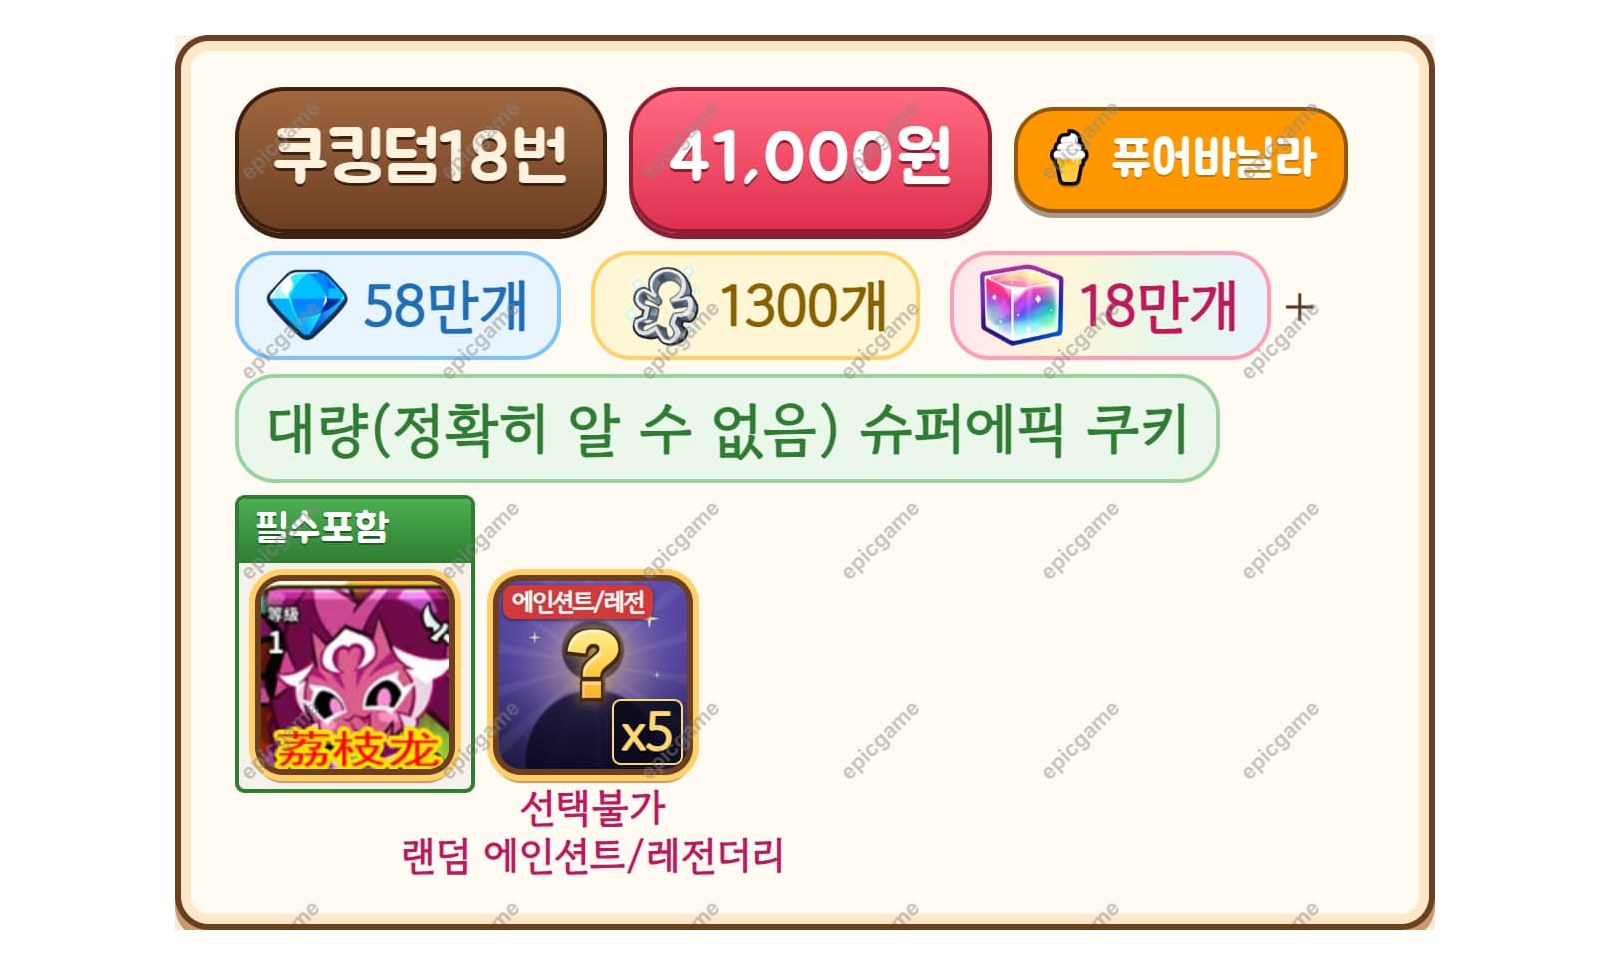 쿠킹덤18번 41,000원 퓨어바닐라
58만개 1300개 18만개 +
대량(정확히 알 수 없음) 슈퍼에픽 쿠키
필수포함
等級
1
荔枝龙
에인션트/레전
?
x5
선택불가
랜덤 에인션트/레전더리
epicgame